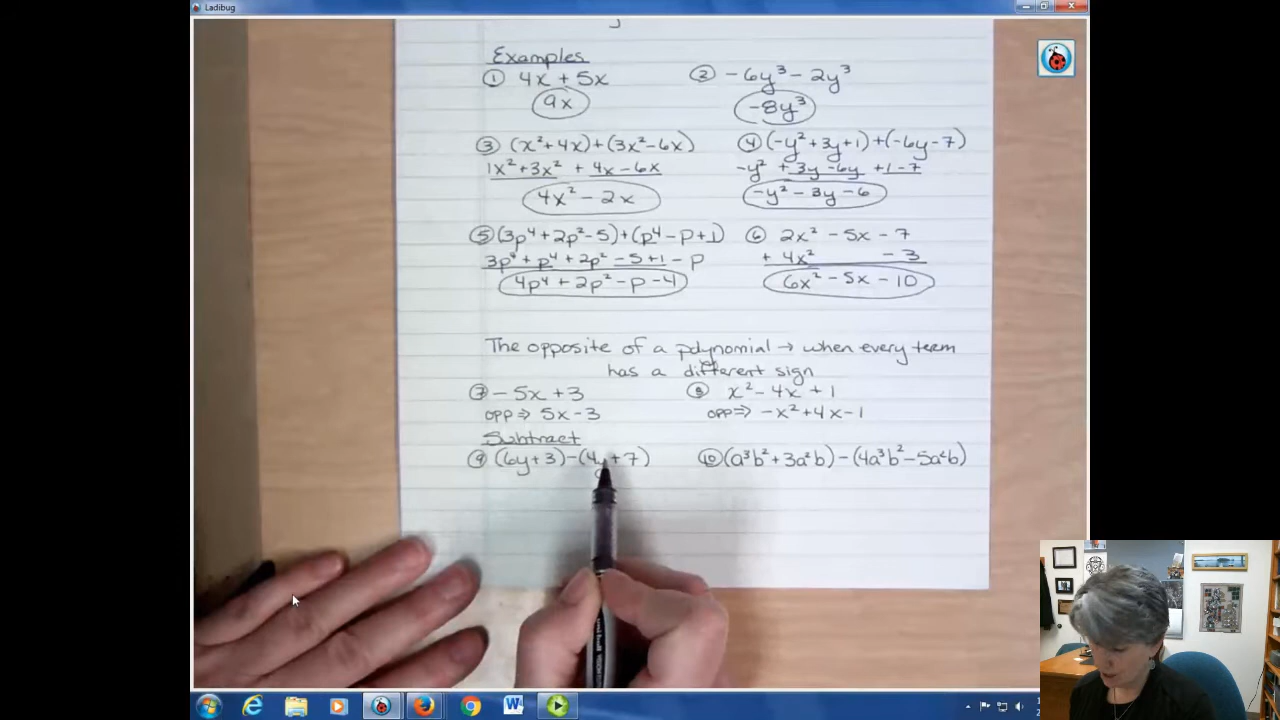 Ladibug
Examples
① 4x + 5x
9x
② -6y³ - 2y³
-8y³
③ (x²+4x)+(3x²-6x)
1x²+3x² + 4x-6x
4x² - 2x
④ (-y²+3y+1)+(-6y-7)
-y² + 3y-6y +1-7
-y² - 3y - 6
⑤ (3p⁴+2p²-5)+(p⁴-p+1)
3p⁴+p⁴+2p²-5+1-p
4p⁴+2p²-p-4
⑥ 2x² - 5x - 7
+ 4x² - 3
6x² - 5x - 10
The opposite of a polynomial → when every term
has a different sign
⑦ -5x + 3
opp ⇒ 5x - 3
⑧ x² - 4x + 1
opp ⇒ -x² + 4x - 1
Subtract
⑨ (6y+3)-(4y+7)
⑩ (a³b²+3a²b)-(4a³b²-5a²b)